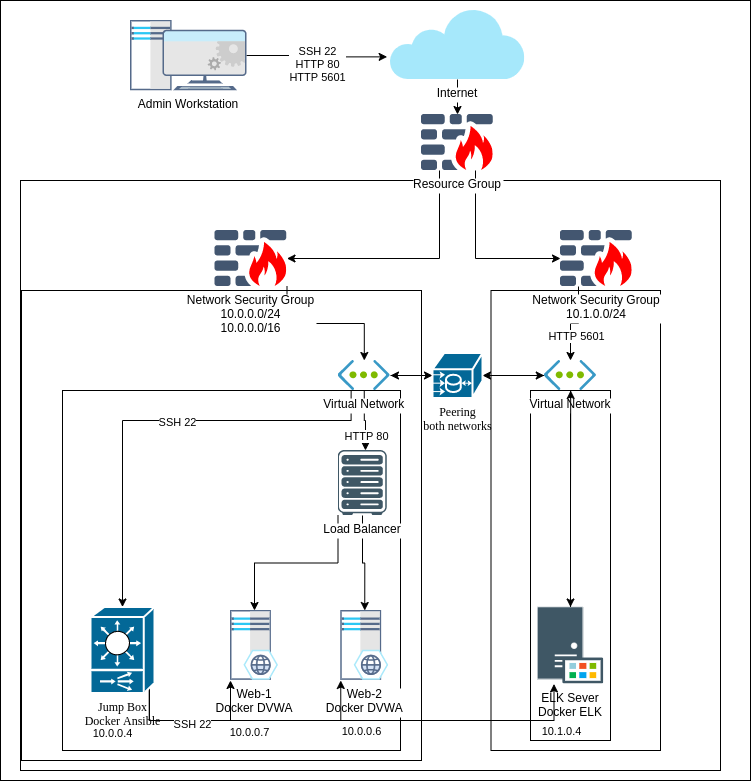 SSH 22
HTTP 80
HTTP 5601
Admin Workstation
Internet
Resource Group
Network Security Group
10.0.0.0/24
10.0.0.0/16
Network Security Group
10.1.0.0/24
HTTP 5601
Virtual Network
Peering
both networks
Virtual Network
SSH 22
HTTP 80
Load Balancer
Jump Box
Docker Ansible
10.0.0.4
SSH 22
Web-1
Docker DVWA
10.0.0.7
Web-2
Docker DVWA
10.0.0.6
ELK Sever
Docker ELK
10.1.0.4